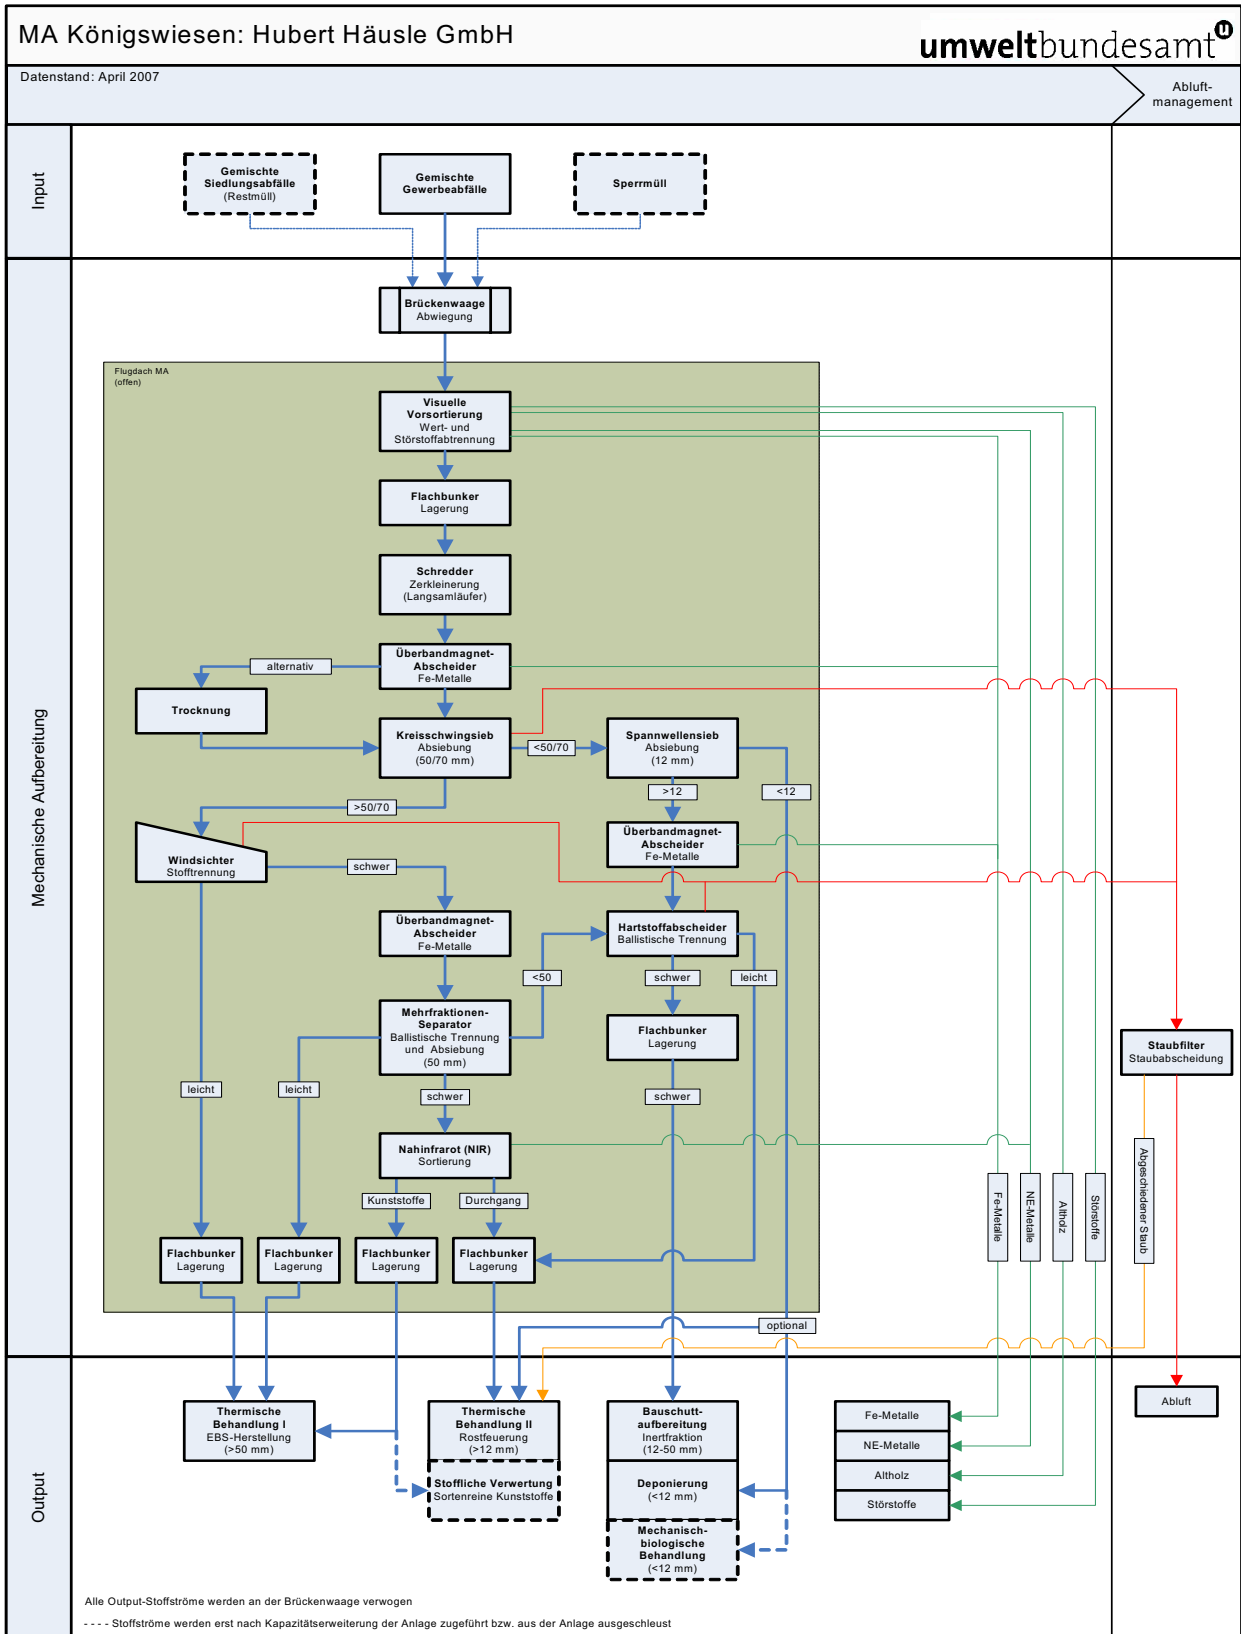 MA Königswiesen: Hubert Häusle GmbH
umweltbundesamt
u
Datenstand: April 2007
Abluft-
management
Input
Gemischte
Siedlungsabfälle
(Restmüll)
Gemischte
Gewerbeabfälle
Sperrmüll
Mechanische Aufbereitung
Brückenwaage
Abwiegung
Flugdach MA
(offen)
Visuelle
Vorsortierung
Wert- und
Störstoffabtrennung
Flachbunker
Lagerung
Schredder
Zerkleinerung
(Langsamläufer)
Überbandmagnet-
Abscheider
Fe-Metalle
alternativ
Trocknung
Kreisschwingsieb
Absiebung
(50/70 mm)
<50/70
Spannwellensieb
Absiebung
(12 mm)
>50/70
>12
<12
Überbandmagnet-
Abscheider
Fe-Metalle
Windsichter
Stofftrennung
schwer
Überbandmagnet-
Abscheider
Fe-Metalle
Hartstoffabscheider
Ballistische Trennung
<50
schwer
leicht
Mehrfraktionen-
Separator
Ballistische Trennung
und Absiebung
(50 mm)
Flachbunker
Lagerung
Staubfilter
Staubabscheidung
leicht
leicht
schwer
schwer
Nahinfrarot (NIR)
Sortierung
Kunststoffe
Durchgang
Fe-Metalle
NE-Metalle
Altholz
Störstoffe
Abgeschiedener Staub
Flachbunker
Lagerung
Flachbunker
Lagerung
Flachbunker
Lagerung
Flachbunker
Lagerung
optional
Output
Thermische
Behandlung I
EBS-Herstellung
(>50 mm)
Thermische
Behandlung II
Rostfeuerung
(>12 mm)
Stoffliche Verwertung
Sortenreine Kunststoffe
Bauschutt-
aufbereitung
Inertfraktion
(12-50 mm)
Deponierung
(<12 mm)
Mechanisch-
biologische
Behandlung
(<12 mm)
Fe-Metalle
NE-Metalle
Altholz
Störstoffe
Abluft
Alle Output-Stoffströme werden an der Brückenwaage verwogen
- - - - Stoffströme werden erst nach Kapazitätserweiterung der Anlage zugeführt bzw. aus der Anlage ausgeschleust